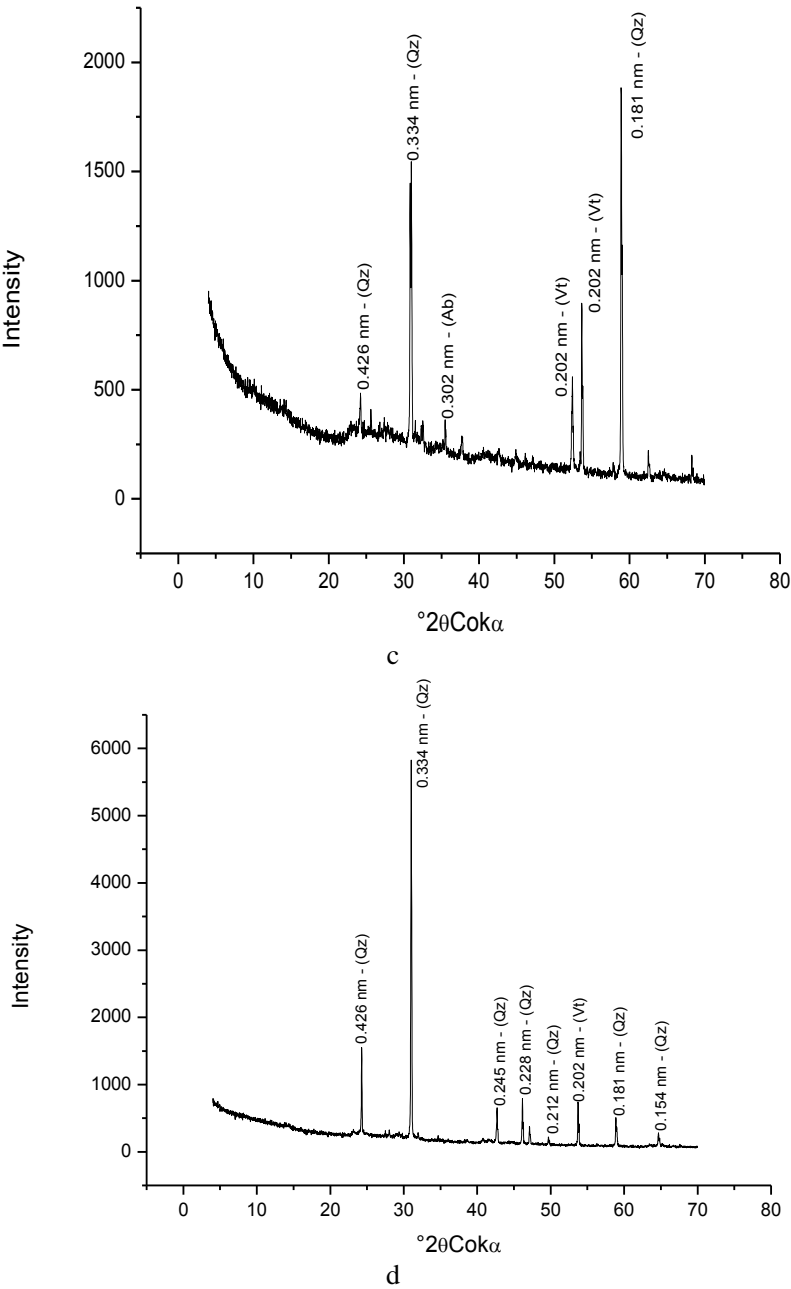 2000
1500
1000
500
0
Intensity
0.426 nm - (Qz)
0.334 nm - (Qz)
0.302 nm - (Ab)
0.202 nm - (Vt)
0.202 nm - (Vt)
0.181 nm - (Qz)
0 10 20 30 40 50 60 70 80
°2θCokα
c
6000
5000
4000
3000
2000
1000
0
Intensity
0.426 nm - (Qz)
0.334 nm - (Qz)
0.245 nm - (Qz)
0.228 nm - (Qz)
0.212 nm - (Qz)
0.202 nm - (Vt)
0.181 nm - (Qz)
0.154 nm - (Qz)
0 10 20 30 40 50 60 70 80
°2θCokα
d